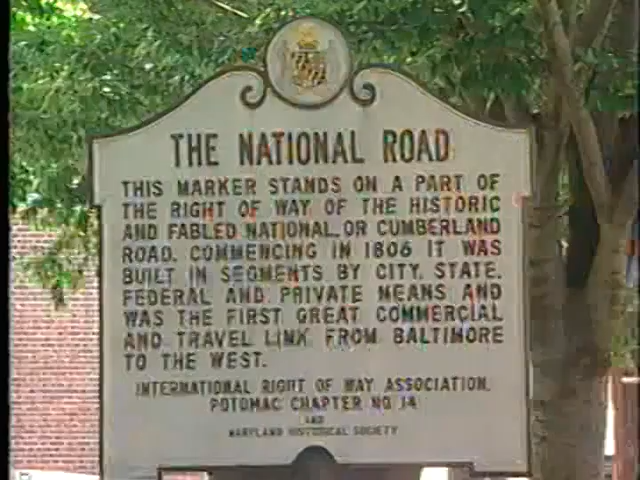 THE NATIONAL ROAD
THIS MARKER STANDS ON A PART OF
THE RIGHT OF WAY OF THE HISTORIC
AND FABLED NATIONAL OR CUMBERLAND
ROAD. COMMENCING IN 1806 IT WAS
BUILT IN SEGMENTS BY CITY, STATE,
FEDERAL AND PRIVATE MEANS AND
WAS THE FIRST GREAT COMMERCIAL
AND TRAVEL LINK FROM BALTIMORE
TO THE WEST.
INTERNATIONAL RIGHT OF WAY ASSOCIATION,
POTOMAC CHAPTER NO 14
AND
MARYLAND HISTORICAL SOCIETY